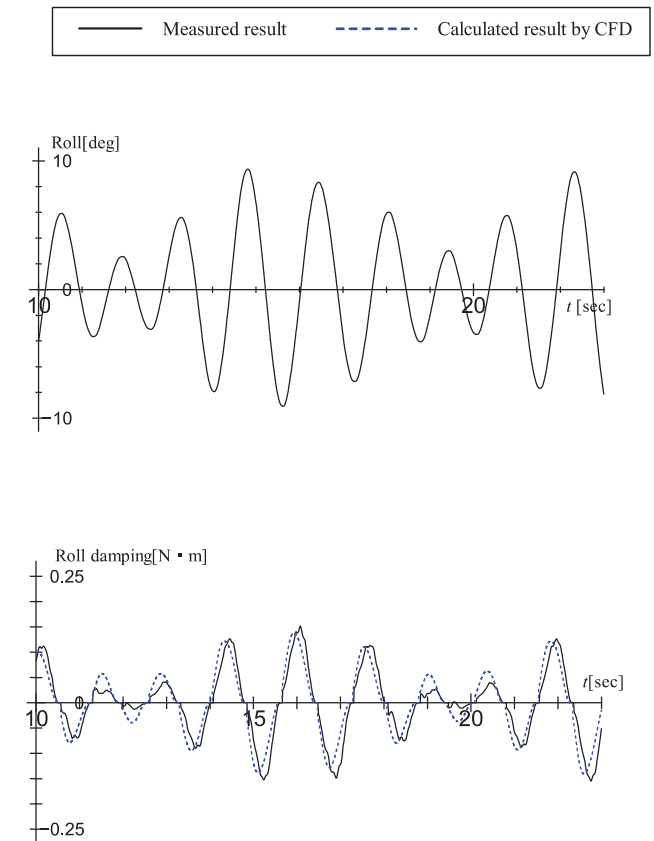 Measured result Calculated result by CFD
Roll[deg]
10
0
10 20 t [sec]
−10
Roll damping[N・m]
0.25
t[sec]
0
10 15 20
−0.25